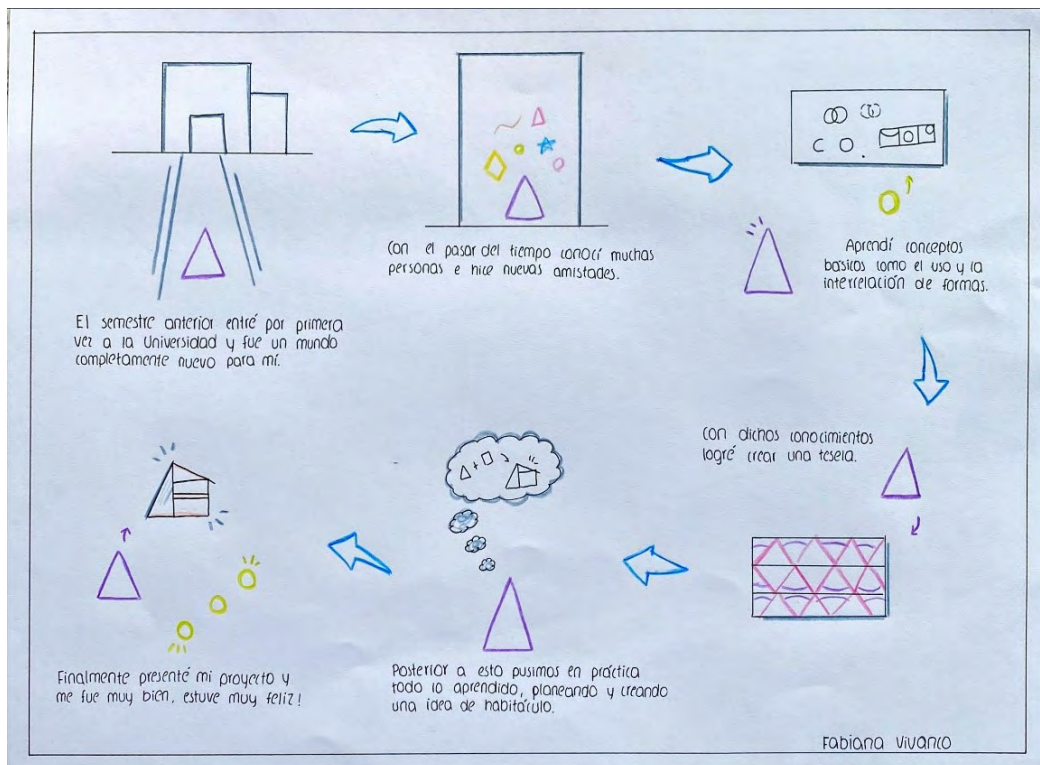 El semestre anterior entré por primera
vez a la Universidad y fue un mundo
completamente nuevo para mí.
Con el pasar del tiempo conocí muchas
personas e hice nuevas amistades.
Aprendí conceptos
basicos como el uso y la
interrelación de formas.
Con dichos conocimientos
logré crear una tesela.
Posterior a esto pusimos en práctica
todo lo aprendido, planeando y creando
una idea de habitáculo.
Finalmente presenté mi proyecto y
me fue muy bien, estuve muy feliz!
Fabiana Vivanco